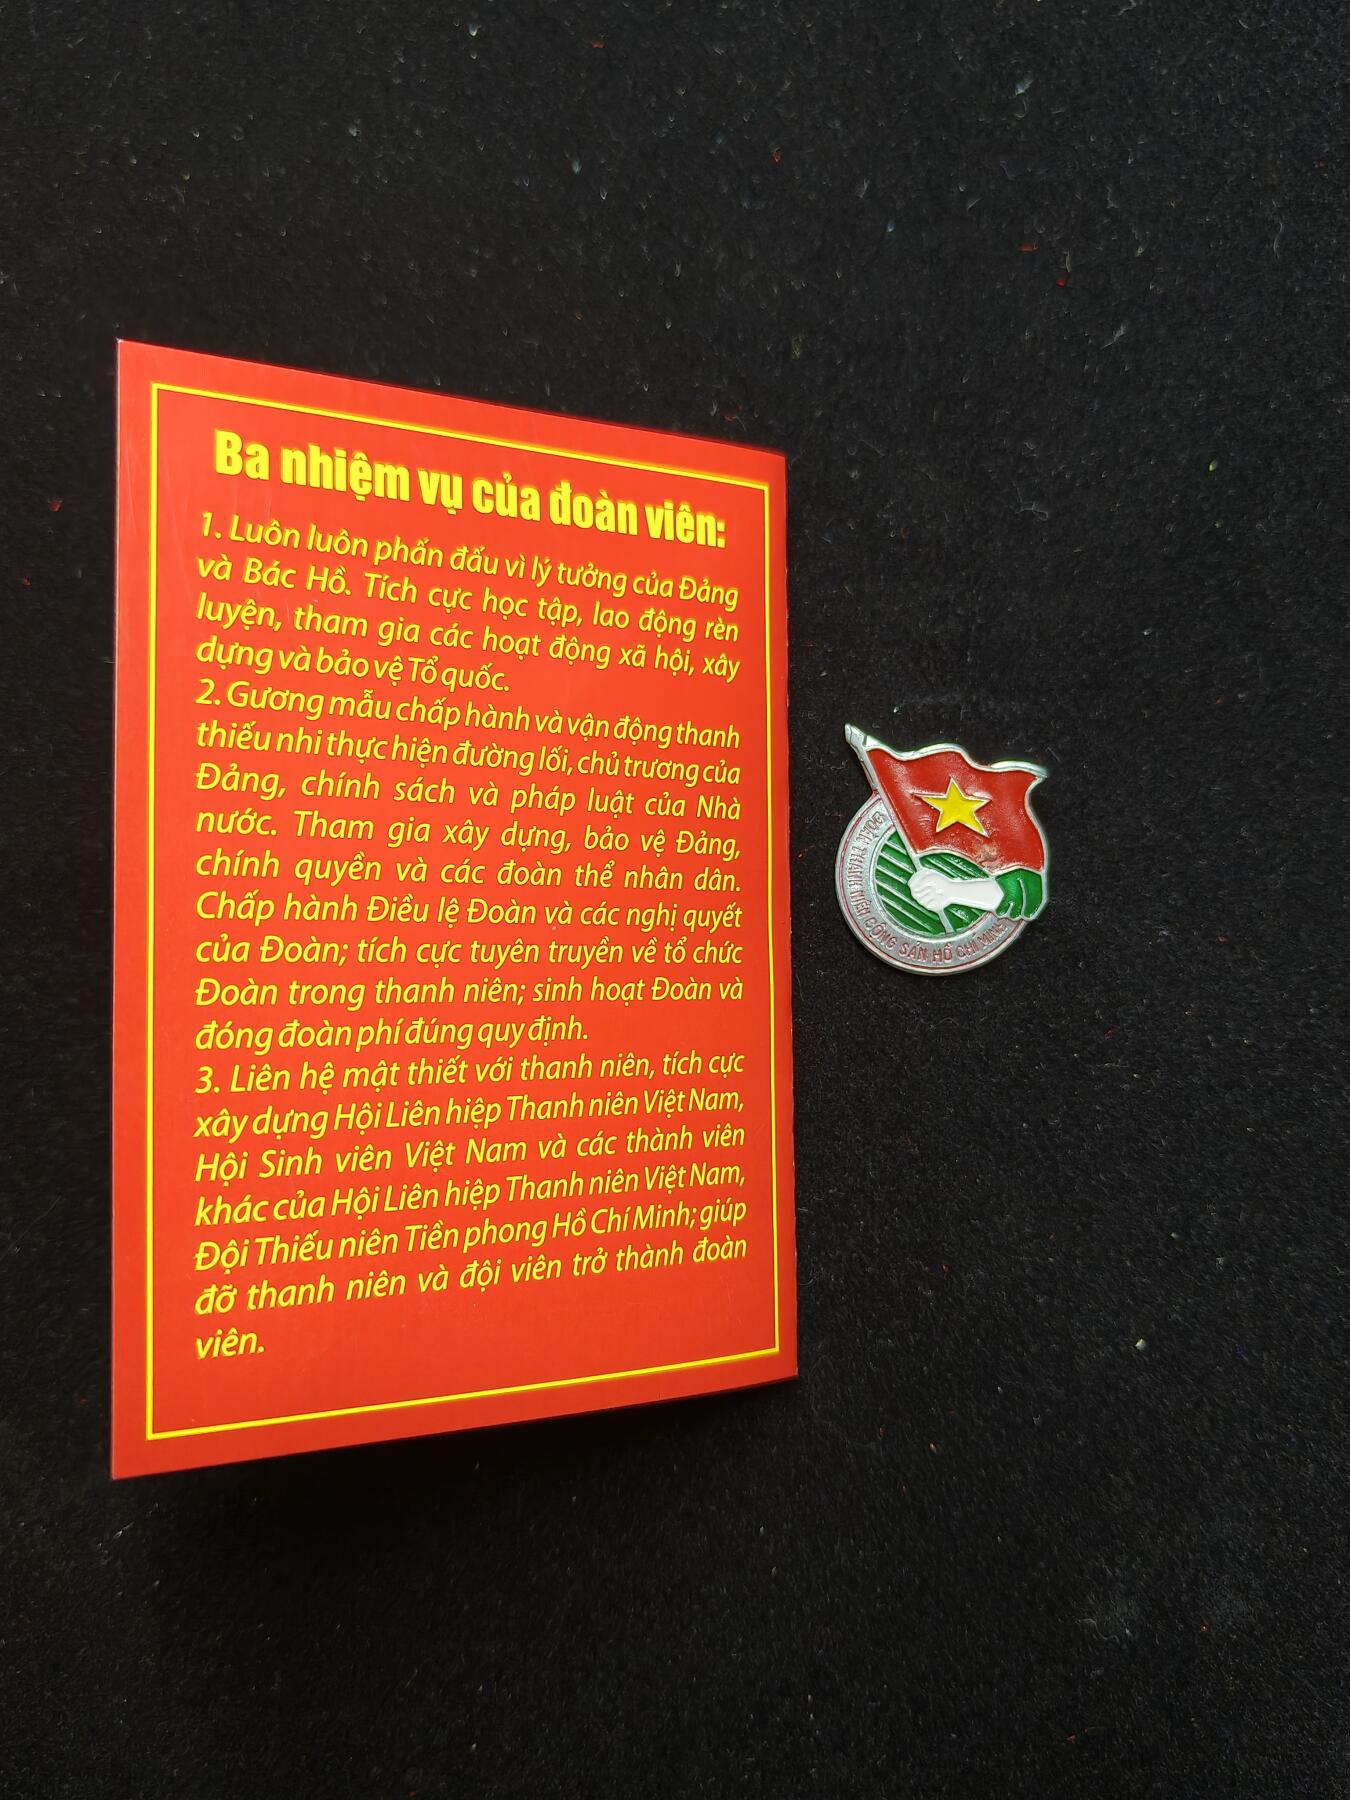 Ba nhiệm vụ của đoàn viên:
1. Luôn luôn phấn đấu vì lý tưởng của Đảng
và Bác Hồ. Tích cực học tập, lao động rèn
luyện, tham gia các hoạt động xã hội, xây
dựng và bảo vệ Tổ quốc.
2. Gương mẫu chấp hành và vận động thanh
thiếu nhi thực hiện đường lối, chủ trương của
Đảng, chính sách và pháp luật của Nhà
nước. Tham gia xây dựng, bảo vệ Đảng,
chính quyền và các đoàn thể nhân dân.
Chấp hành Điều lệ Đoàn và các nghị quyết
của Đoàn; tích cực tuyên truyền về tổ chức
Đoàn trong thanh niên; sinh hoạt Đoàn và
đóng đoàn phí đúng quy định.
3. Liên hệ mật thiết với thanh niên, tích cực
xây dựng Hội Liên hiệp Thanh niên Việt Nam,
Hội Sinh viên Việt Nam và các thành viên
khác của Hội Liên hiệp Thanh niên Việt Nam,
Đội Thiếu niên Tiền phong Hồ Chí Minh; giúp
đỡ thanh niên và đội viên trở thành đoàn
viên.
ĐOÀN THANH NIÊN CỘNG SẢN HỒ CHÍ MINH